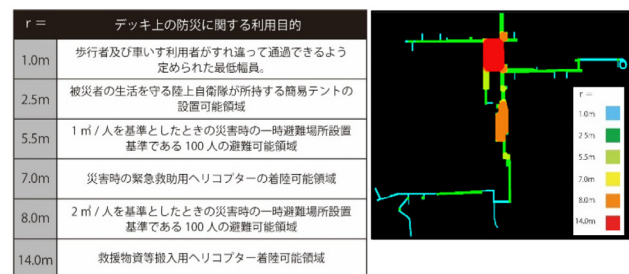 r = デッキ上の防災に関する利用目的
1.0m 歩行者及び車いす利用者がすれ違って通過できるよう
定められた最低幅員。
2.5m 被災者の生活を守る陸上自衛隊が所持する簡易テントの
設置可能領域
5.5m 1㎡/人を基準としたときの災害時の一時避難場所設置
基準である100人の避難可能領域
7.0m 災害時の緊急救助用ヘリコプターの着陸可能領域
8.0m 2㎡/人を基準としたときの災害時の一時避難場所設置
基準である100人の避難可能領域
14.0m 救援物資等搬入用ヘリコプター着陸可能領域
r =
1.0m
2.5m
5.5m
7.0m
8.0m
14.0m